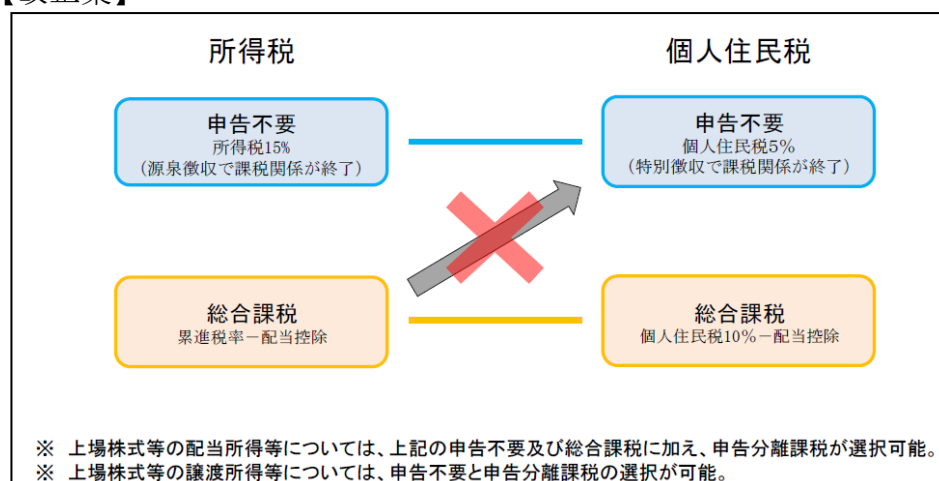 所得税
個人住民税
申告不要
所得税15%
（源泉徴収で課税関係が終了）
申告不要
個人住民税5%
（特別徴収で課税関係が終了）
総合課税
累進税率－配当控除
総合課税
個人住民税10%－配当控除
※ 上場株式等の配当所得等については、上記の申告不要及び総合課税に加え、申告分離課税が選択可能。
※ 上場株式等の譲渡所得等については、申告不要と申告分離課税の選択が可能。